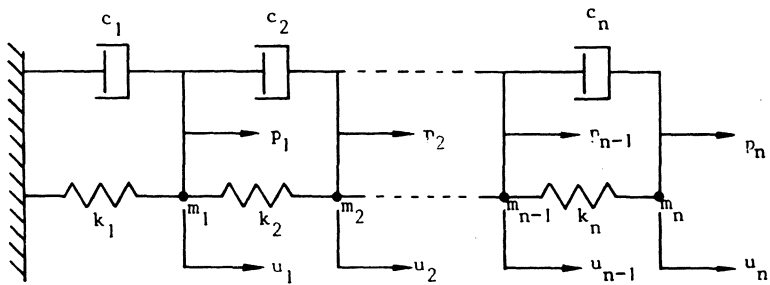 c₁ c₂ cₙ
p₁ p₂ pₙ₋₁ pₙ
k₁ m₁ k₂ m₂ mₙ₋₁ kₙ mₙ
u₁ u₂ uₙ₋₁ uₙ